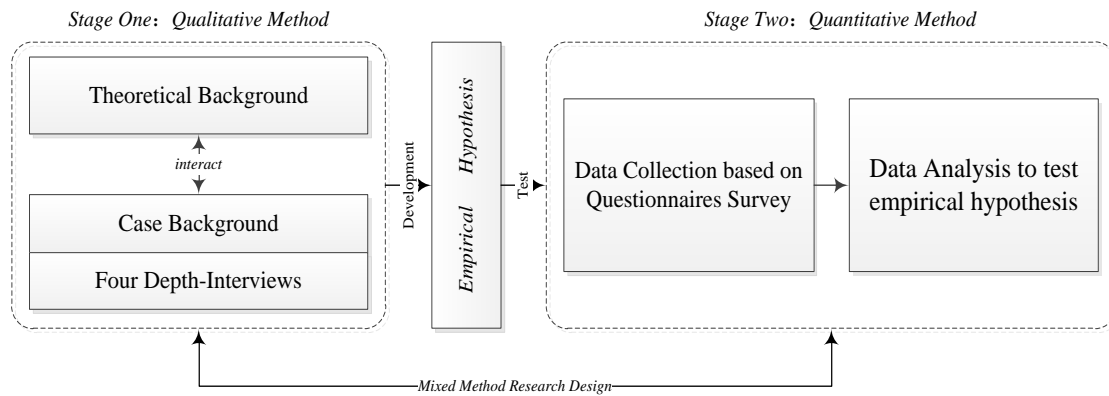 Stage One：Qualitative Method
Stage Two：Quantitative Method
Theoretical Background
interact
Case Background
Four Depth-Interviews
Development
Empirical Hypothesis
Test
Data Collection based on
Questionnaires Survey
Data Analysis to test
empirical hypothesis
Mixed Method Research Design